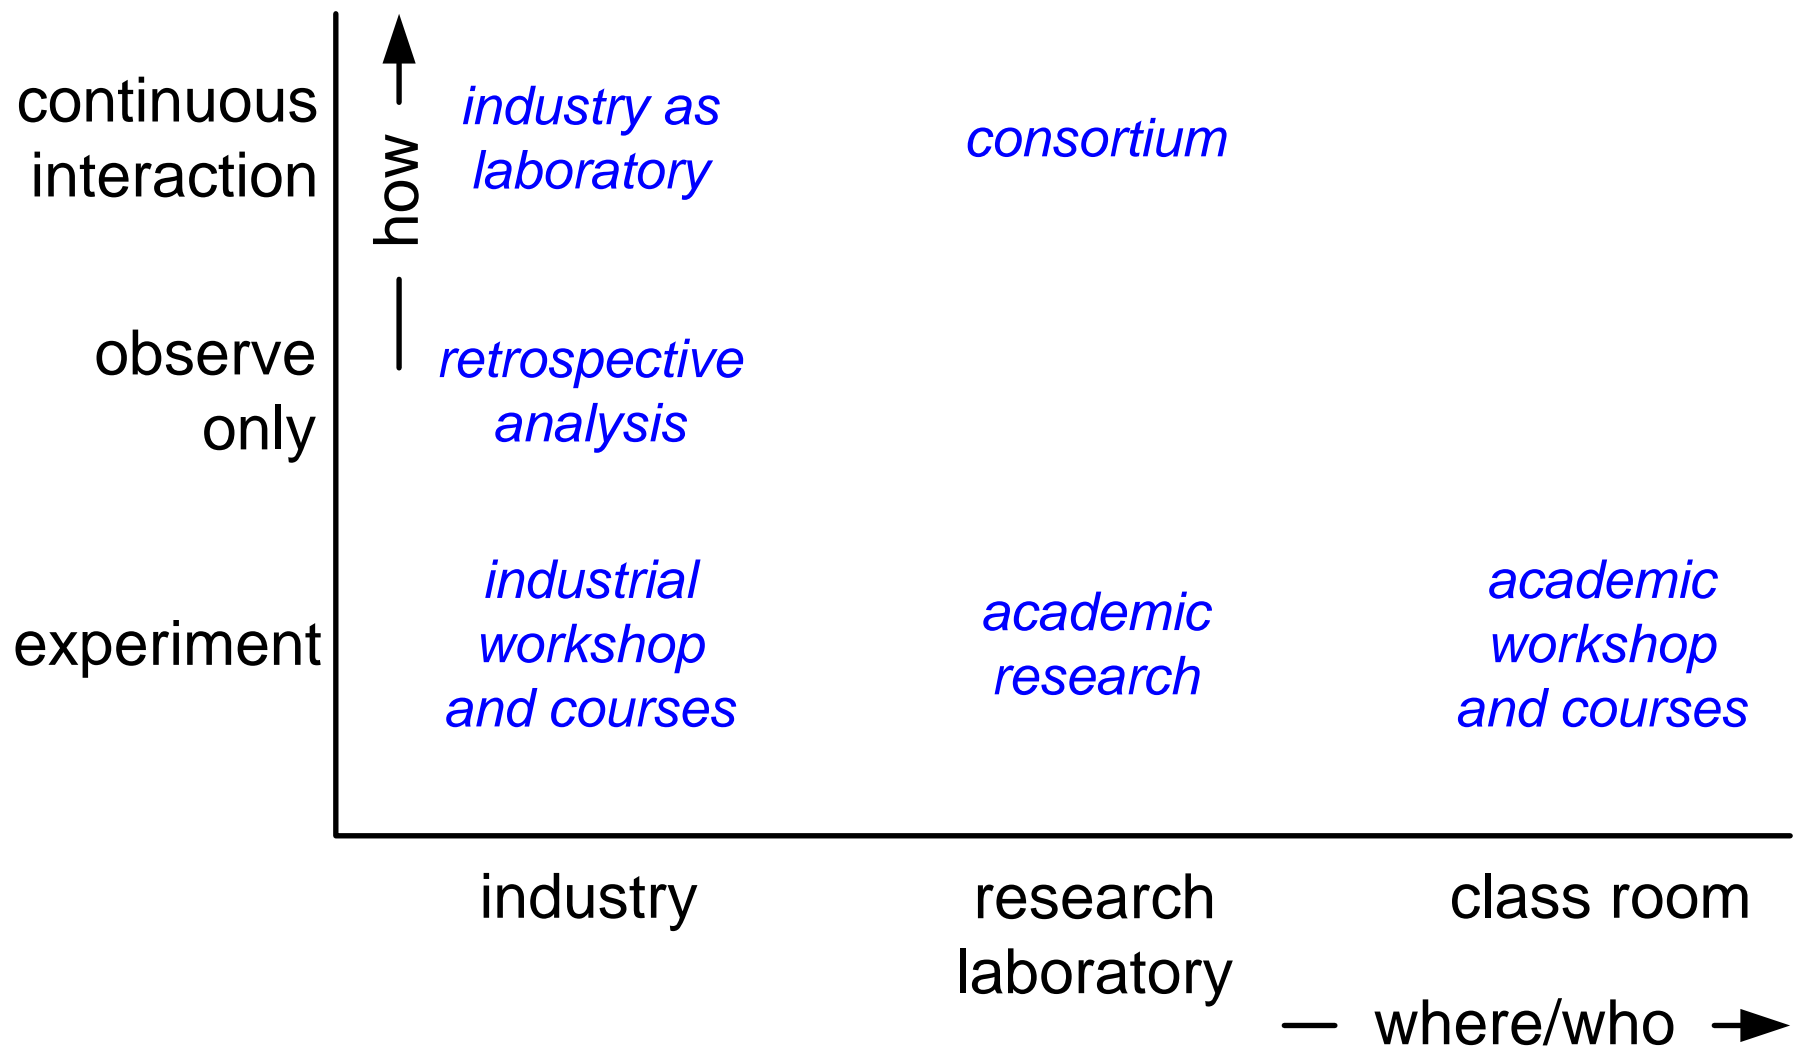 continuous
interaction
how
industry as
laboratory
consortium
observe
only
retrospective
analysis
experiment
industrial
workshop
and courses
academic
research
academic
workshop
and courses
industry
research
laboratory
class room
where/who